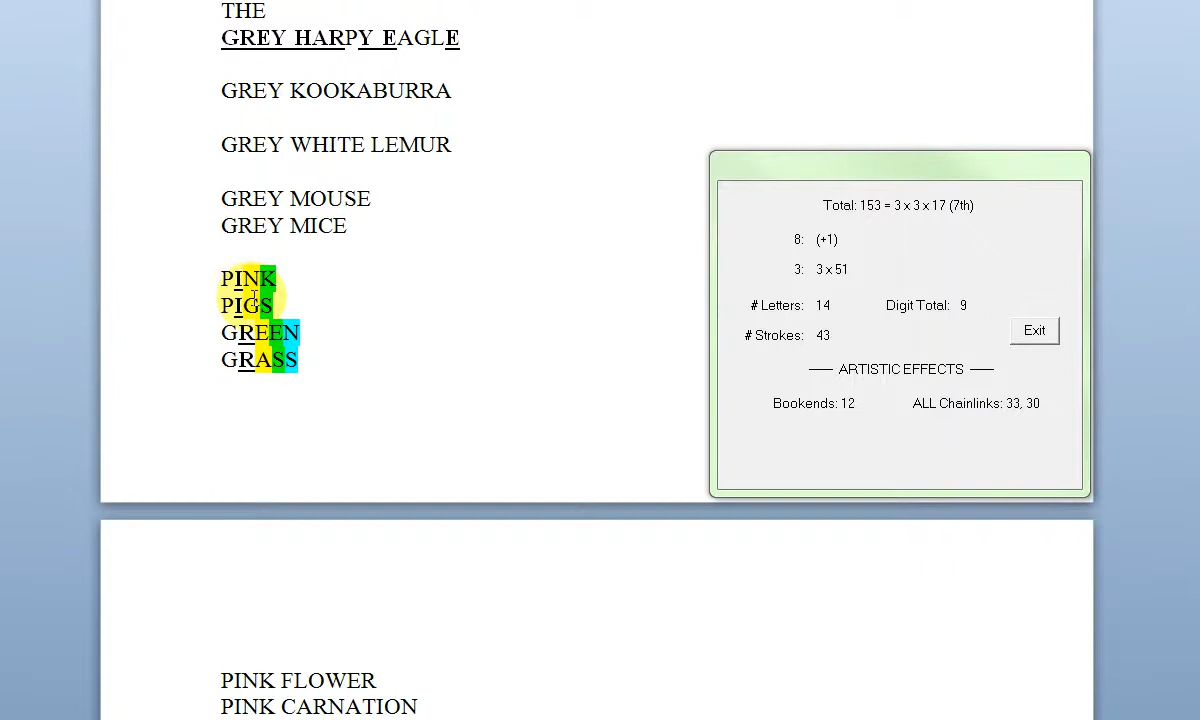 THE
GREY HARPY EAGLE
GREY KOOKABURRA
GREY WHITE LEMUR
GREY MOUSE
GREY MICE
PINK
PIGS
GREEN
GRASS
Total: 153 = 3 x 3 x 17 (7th)
8: (+1)
3: 3 x 51
# Letters: 14 Digit Total: 9
# Strokes: 43
Exit
ARTISTIC EFFECTS
Bookends: 12 ALL Chainlinks: 33, 30
PINK FLOWER
PINK CARNATION